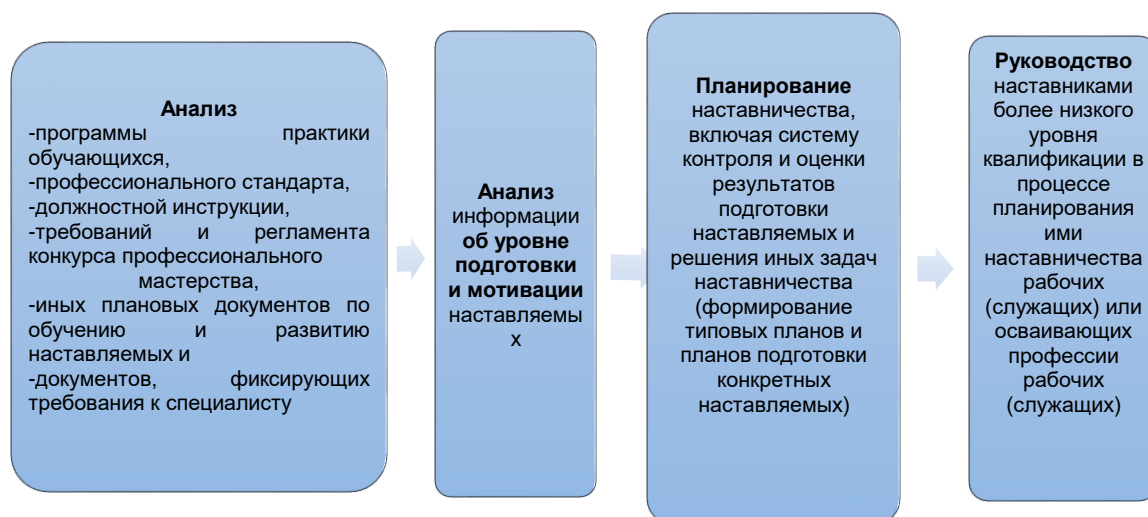 Анализ
-программы практики
обучающихся,
-профессионального стандарта,
-должностной инструкции,
-требований и регламента
конкурса профессионального
мастерства,
-иных плановых документов по
обучению и развитию
наставляемых и
-документов, фиксирующих
требования к специалисту
Анализ
информации
об уровне
подготовки
и мотивации
наставляемы
х
Планирование
наставничества,
включая систему
контроля и оценки
результатов
подготовки
наставляемых и
решения иных задач
наставничества
(формирование
типовых планов и
планов подготовки
конкретных
наставляемых)
Руководство
наставниками
более низкого
уровня
квалификации в
процессе
планирования
ими
наставничества
рабочих
(служащих) или
осваивающих
профессии
рабочих
(служащих)